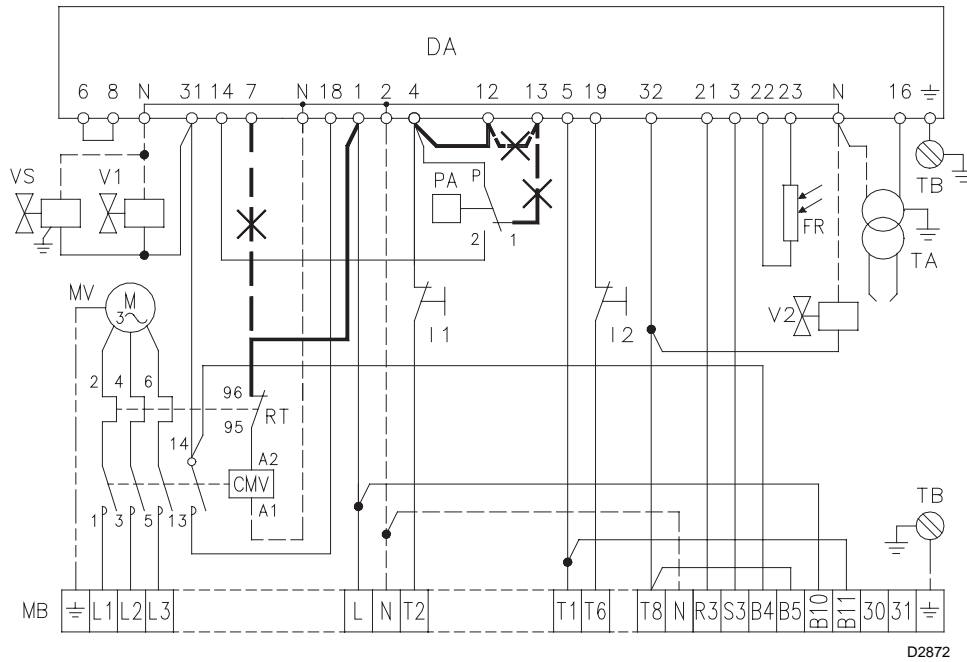 DA
6 8 N 31 14 7 N 18 1 2 4 12 13 5 19 32 21 3 22 23 N 16
VS V1 PA P FR TB
2 1 TA
MV M 3 I1 I2 V2
2 4 6 96 RT
95
14 A2
CMV
1 3 5 13 A1 TB
MB L1 L2 L3 L N T2 T1 T6 T8 N R3 S3 B4 B5 B10 B11 30 31
D2872